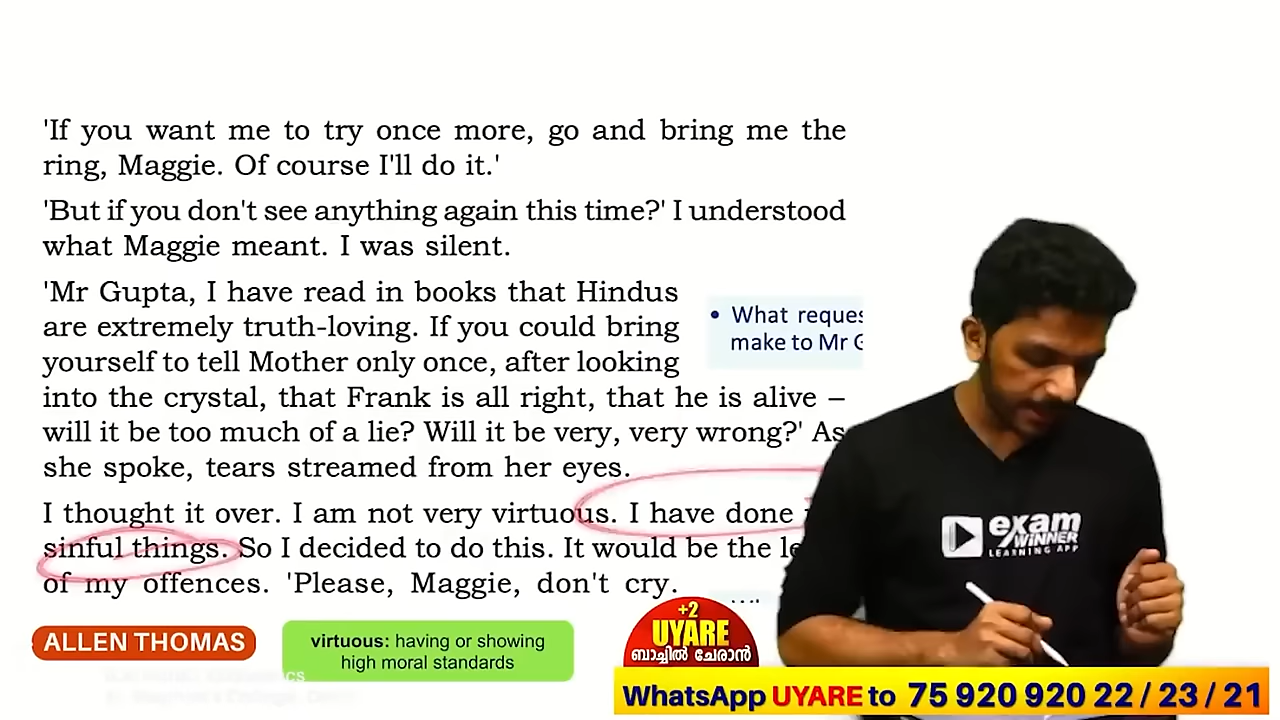 'If you want me to try once more, go and bring me the
ring, Maggie. Of course I'll do it.'
'But if you don't see anything again this time?' I understood
what Maggie meant. I was silent.
'Mr Gupta, I have read in books that Hindus
are extremely truth-loving. If you could bring
yourself to tell Mother only once, after looking
into the crystal, that Frank is all right, that he is alive –
will it be too much of a lie? Will it be very, very wrong?' As
she spoke, tears streamed from her eyes.
• What reques
make to Mr G
I thought it over. I am not very virtuous. I have done
sinful things. So I decided to do this. It would be the le
of my offences. 'Please, Maggie, don't cry.
exam
WINNER
LEARNING APP
ALLEN THOMAS
virtuous: having or showing
high moral standards
+2
UYARE
ബാച്ചിൽ ചേരാൻ
WhatsApp UYARE to 75 920 920 22 / 23 / 21